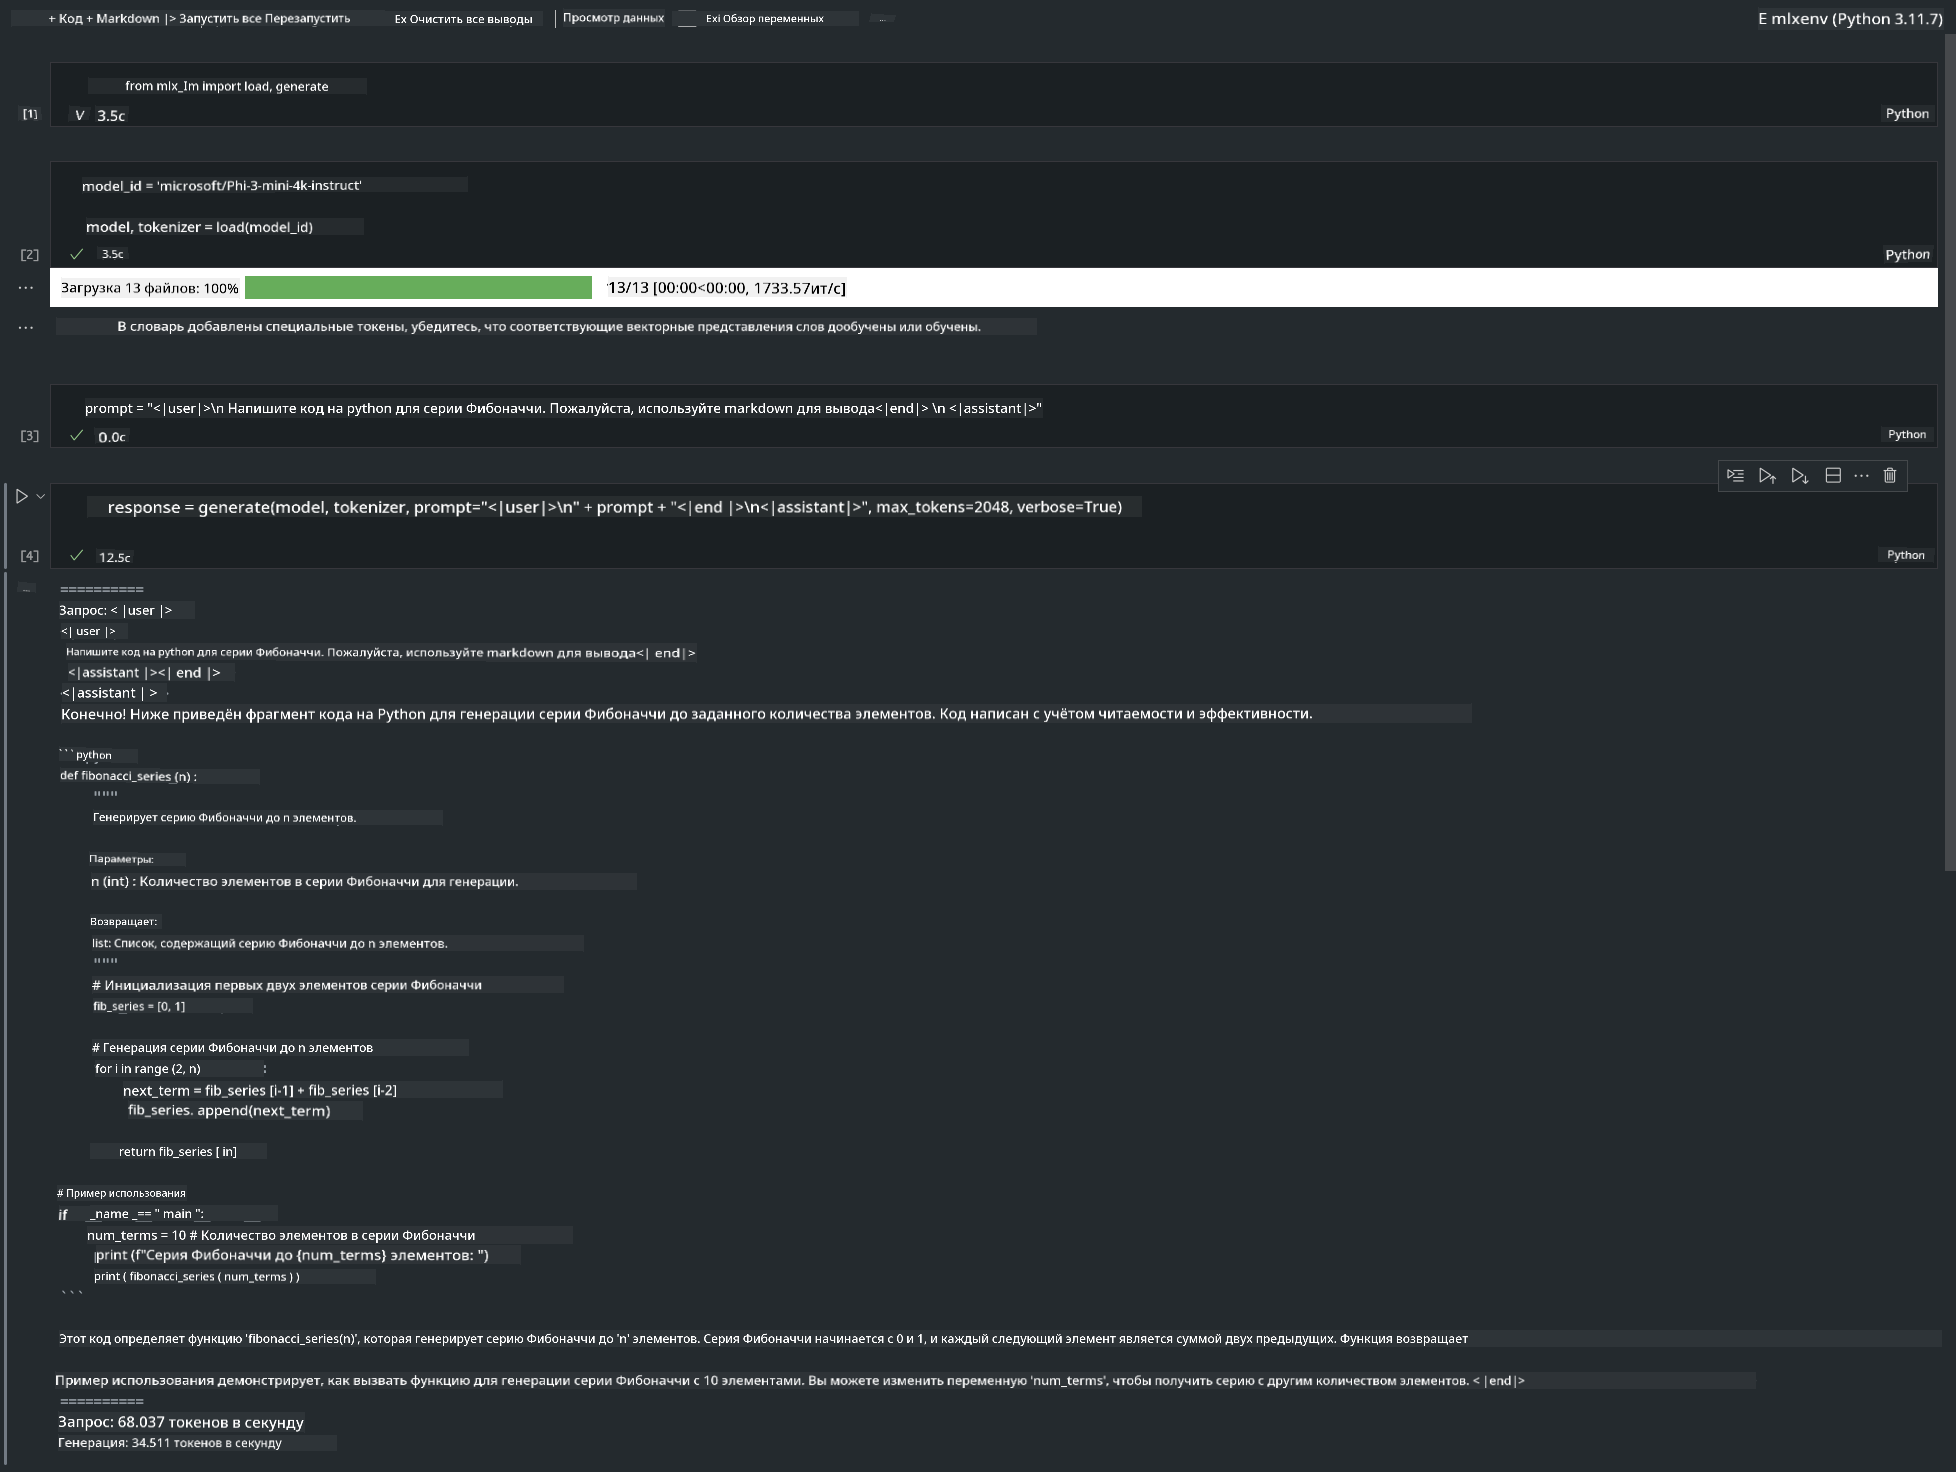 + Код + Markdown |> Запустить все Перезапустить Ex Очистить все выводы | Просмотр данных Exi Обзор переменных ... E mlxenv (Python 3.11.7)
from mlx_Im import load, generate
[1] V 3.5с Python
model_id = 'microsoft/Phi-3-mini-4k-instruct'
model, tokenizer = load(model_id)
[2] ✓ 3.5с Python
... Загрузка 13 файлов: 100% 13/13 [00:00<00:00, 1733.57ит/с]
... В словарь добавлены специальные токены, убедитесь, что соответствующие векторные представления слов дообучены или обучены.
prompt = "<|user|>\n Напишите код на python для серии Фибоначчи. Пожалуйста, используйте markdown для вывода<|end|> \n <|assistant|>"
[3] ✓ 0.0с Python
response = generate(model, tokenizer, prompt="<|user|>\n" + prompt + "<|end |>\n<|assistant|>", max_tokens=2048, verbose=True)
[4] ✓ 12.5с Python
... ==========
Запрос: < |user |>
<| user |>
Напишите код на python для серии Фибоначчи. Пожалуйста, используйте markdown для вывода<| end|>
<|assistant |><| end |>
<|assistant | >
Конечно! Ниже приведён фрагмент кода на Python для генерации серии Фибоначчи до заданного количества элементов. Код написан с учётом читаемости и эффективности.
```python
def fibonacci_series (n) :
"""
Генерирует серию Фибоначчи до n элементов.
Параметры:
n (int) : Количество элементов в серии Фибоначчи для генерации.
Возвращает:
list: Список, содержащий серию Фибоначчи до n элементов.
"""
# Инициализация первых двух элементов серии Фибоначчи
fib_series = [0, 1]
# Генерация серии Фибоначчи до n элементов
for i in range (2, n) :
next_term = fib_series [i-1] + fib_series [i-2]
fib_series. append(next_term)
return fib_series [ in]
# Пример использования
if _name _== " main ":
num_terms = 10 # Количество элементов в серии Фибоначчи
print (f"Серия Фибоначчи до {num_terms} элементов: ")
print ( fibonacci_series ( num_terms ) )
```
Этот код определяет функцию 'fibonacci_series(n)', которая генерирует серию Фибоначчи до 'n' элементов. Серия Фибоначчи начинается с 0 и 1, и каждый следующий элемент является суммой двух предыдущих. Функция возвращает
Пример использования демонстрирует, как вызвать функцию для генерации серии Фибоначчи с 10 элементами. Вы можете изменить переменную 'num_terms', чтобы получить серию с другим количеством элементов. < |end|>
==========
Запрос: 68.037 токенов в секунду
Генерация: 34.511 токенов в секунду